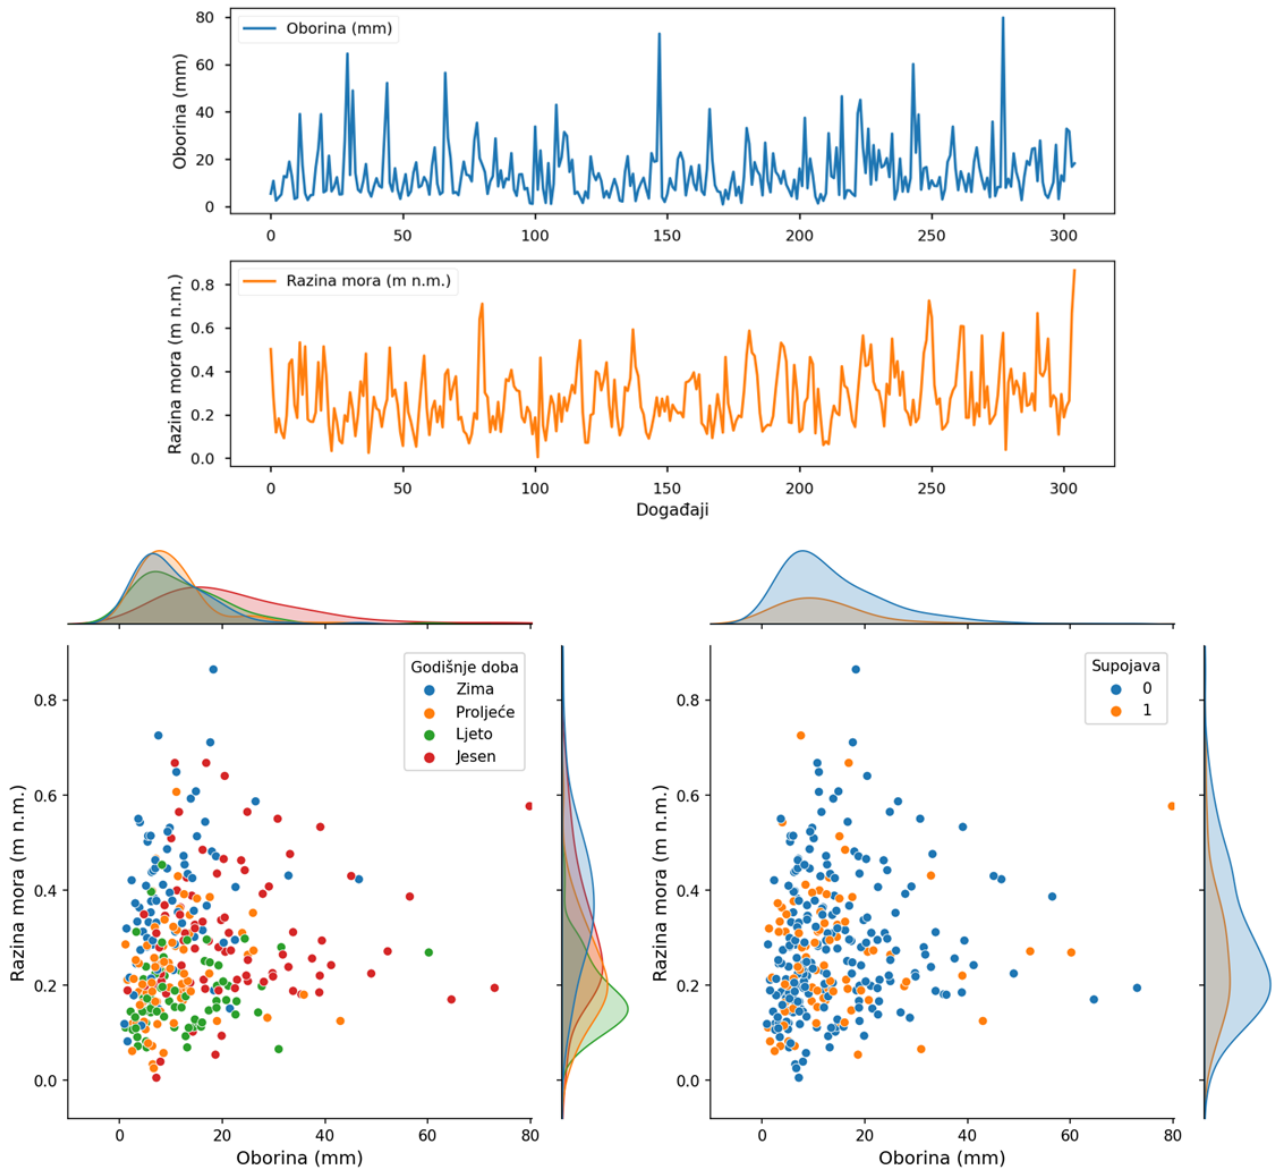 80
60
40
20
0
Oborina (mm)
Oborina (mm)
0 50 100 150 200 250 300
0.8
0.6
0.4
0.2
0.0
Razina mora (m n.m.)
Razina mora (m n.m.)
0 50 100 150 200 250 300
Događaji
Godišnje doba
Zima
Proljeće
Ljeto
Jesen
0.8
0.6
0.4
0.2
0.0
Razina mora (m n.m.)
0 20 40 60 80
Oborina (mm)
Supojava
0
1
0.8
0.6
0.4
0.2
0.0
Razina mora (m n.m.)
0 20 40 60 80
Oborina (mm)